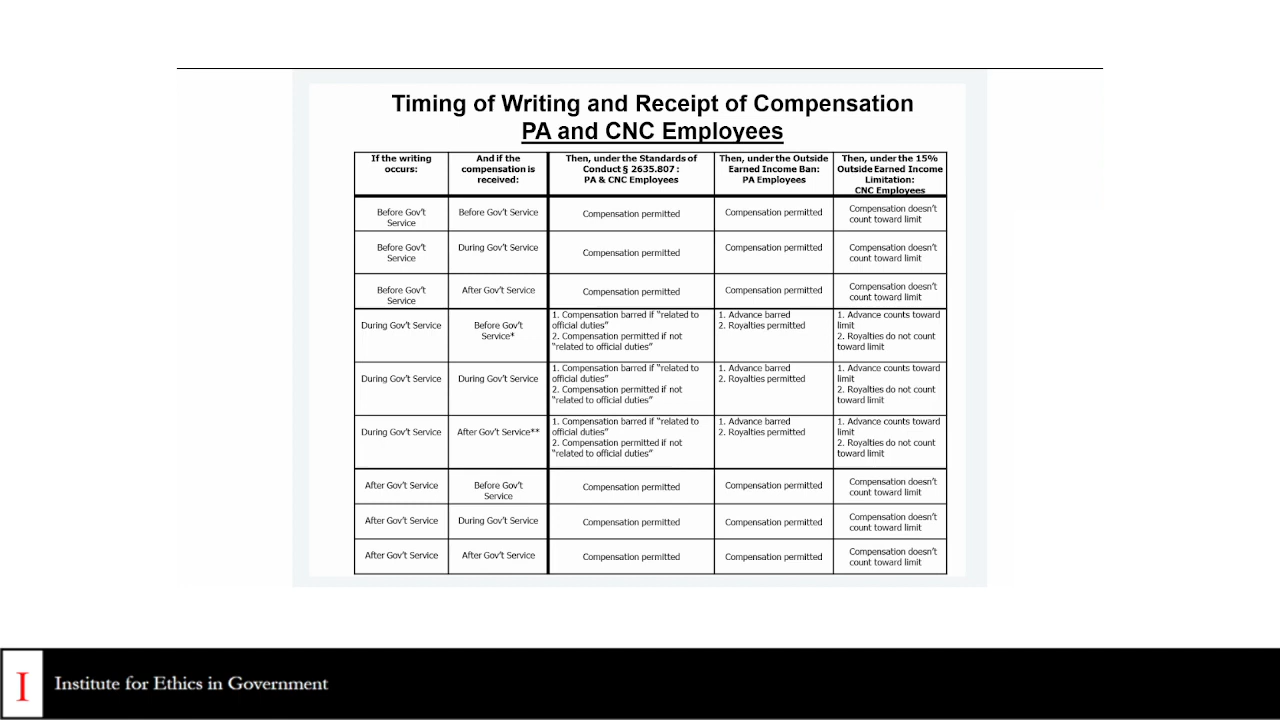 Timing of Writing and Receipt of Compensation
PA and CNC Employees
If the writing
occurs:
And if the
compensation is
received:
Then, under the Standards of
Conduct § 2635.807 :
PA & CNC Employees
Then, under the Outside
Earned Income Ban:
PA Employees
Then, under the 15%
Outside Earned Income
Limitation:
CNC Employees
Before Gov't
Service
Before Gov't Service
Compensation permitted
Compensation permitted
Compensation doesn't
count toward limit
Before Gov't
Service
During Gov't Service
Compensation permitted
Compensation permitted
Compensation doesn't
count toward limit
Before Gov't
Service
After Gov't Service
Compensation permitted
Compensation permitted
Compensation doesn't
count toward limit
During Gov't Service
Before Gov't
Service*
1. Compensation barred if "related to
official duties"
2. Compensation permitted if not
"related to official duties"
1. Advance barred
2. Royalties permitted
1. Advance counts toward
limit
2. Royalties do not count
toward limit
During Gov't Service
During Gov't Service
1. Compensation barred if "related to
official duties"
2. Compensation permitted if not
"related to official duties"
1. Advance barred
2. Royalties permitted
1. Advance counts toward
limit
2. Royalties do not count
toward limit
During Gov't Service
After Gov't Service**
1. Compensation barred if "related to
official duties"
2. Compensation permitted if not
"related to official duties"
1. Advance barred
2. Royalties permitted
1. Advance counts toward
limit
2. Royalties do not count
toward limit
After Gov't Service
Before Gov't
Service
Compensation permitted
Compensation permitted
Compensation doesn't
count toward limit
After Gov't Service
During Gov't Service
Compensation permitted
Compensation permitted
Compensation doesn't
count toward limit
After Gov't Service
After Gov't Service
Compensation permitted
Compensation permitted
Compensation doesn't
count toward limit
I
Institute for Ethics in Government